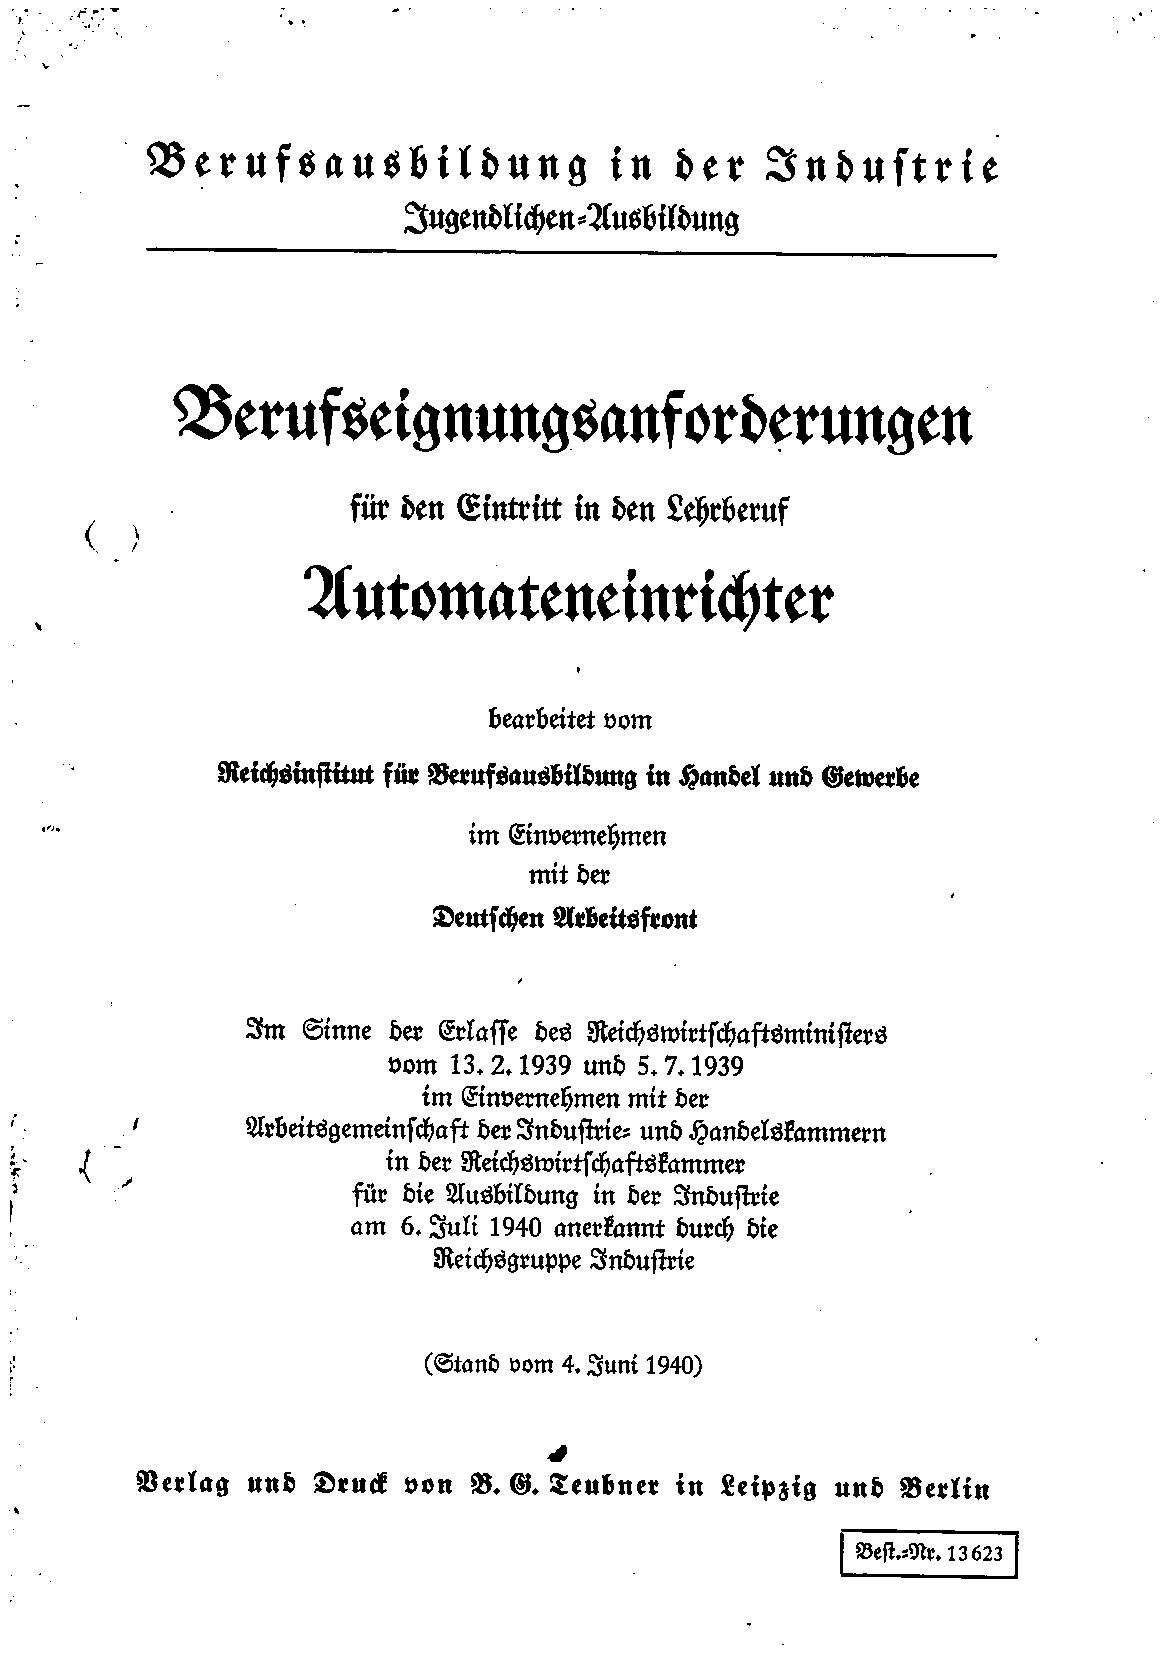 Berufsausbildung in der Industrie
Jugendlichen-Ausbildung
Berufseignungsanforderungen
für den Eintritt in den Lehrberuf
Automateneinrichter
bearbeitet vom
Reichsinstitut für Berufsausbildung in Handel und Gewerbe
im Einvernehmen
mit der
Deutschen Arbeitsfront
Im Sinne der Erlasse des Reichswirtschaftsministers
vom 13. 2. 1939 und 5. 7. 1939
im Einvernehmen mit der
Arbeitsgemeinschaft der Industrie- und Handelskammern
in der Reichswirtschaftskammer
für die Ausbildung in der Industrie
am 6. Juli 1940 anerkannt durch die
Reichsgruppe Industrie
(Stand vom 4. Juni 1940)
Verlag und Druck von B. G. Teubner in Leipzig und Berlin
Best.-Nr. 13623